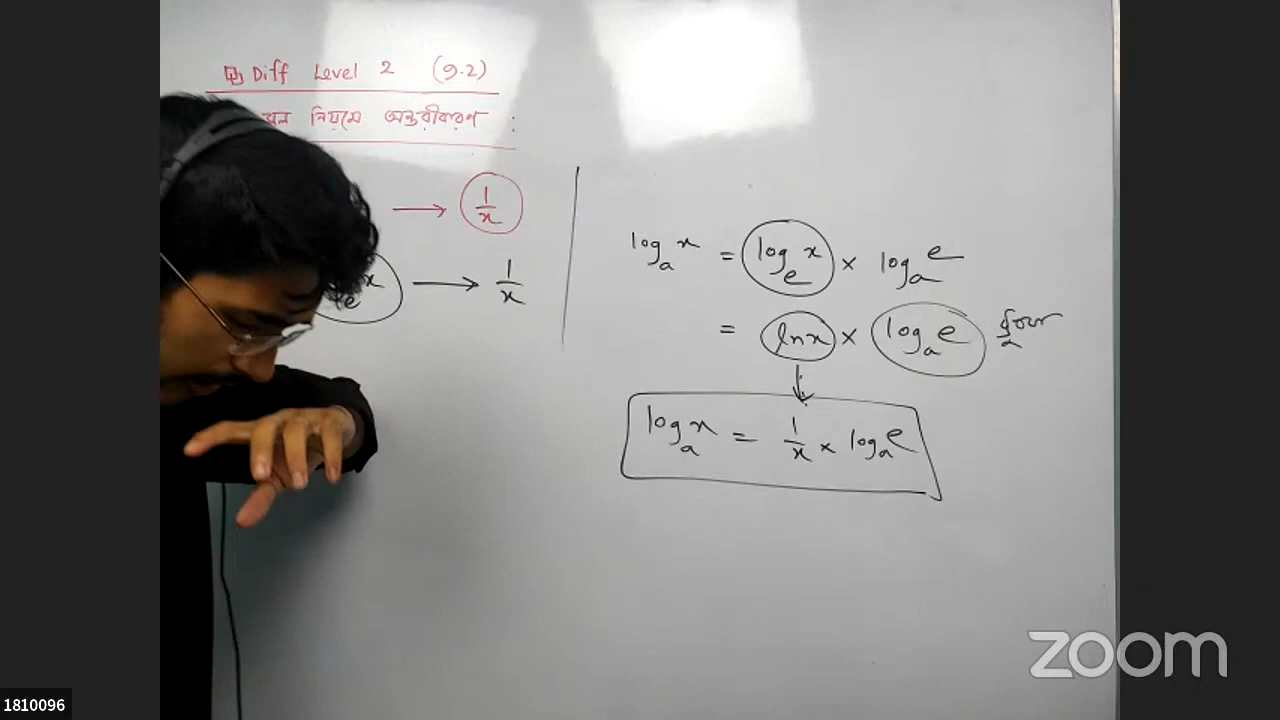 Diff Level 2 (9.2)
নিয়মে অন্তরীকরণ :
→ 1/x
e^x → 1/x
log_a x = log_e x × log_a e
= ln x × log_a e
log_a x = 1/x × log_a e
zoom
1810096